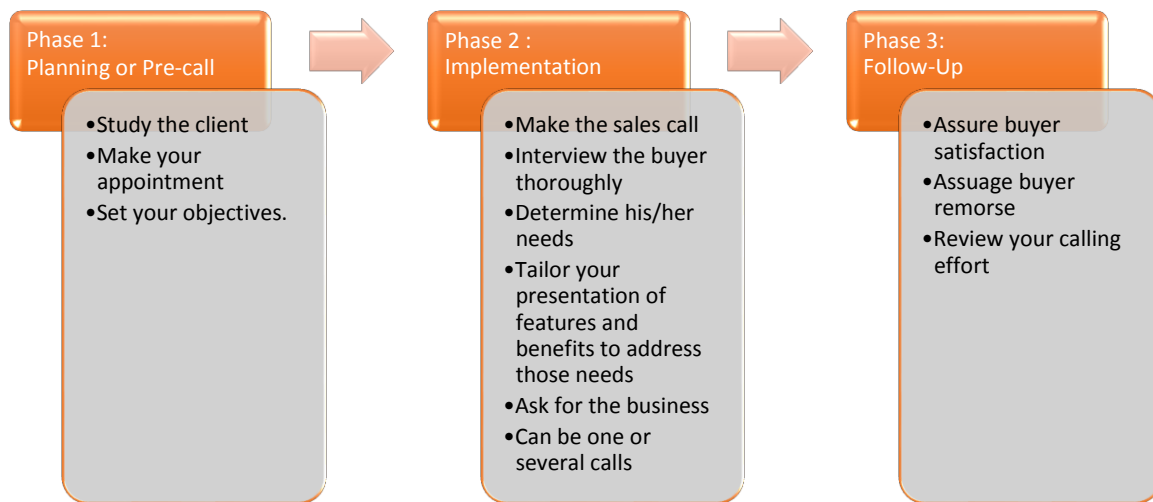 Phase 1:
Planning or Pre-call
•Study the client
•Make your
appointment
•Set your objectives.
Phase 2 :
Implementation
•Make the sales call
•Interview the buyer
thoroughly
•Determine his/her
needs
•Tailor your
presentation of
features and
benefits to address
those needs
•Ask for the business
•Can be one or
several calls
Phase 3:
Follow-Up
•Assure buyer
satisfaction
•Assuage buyer
remorse
•Review your calling
effort